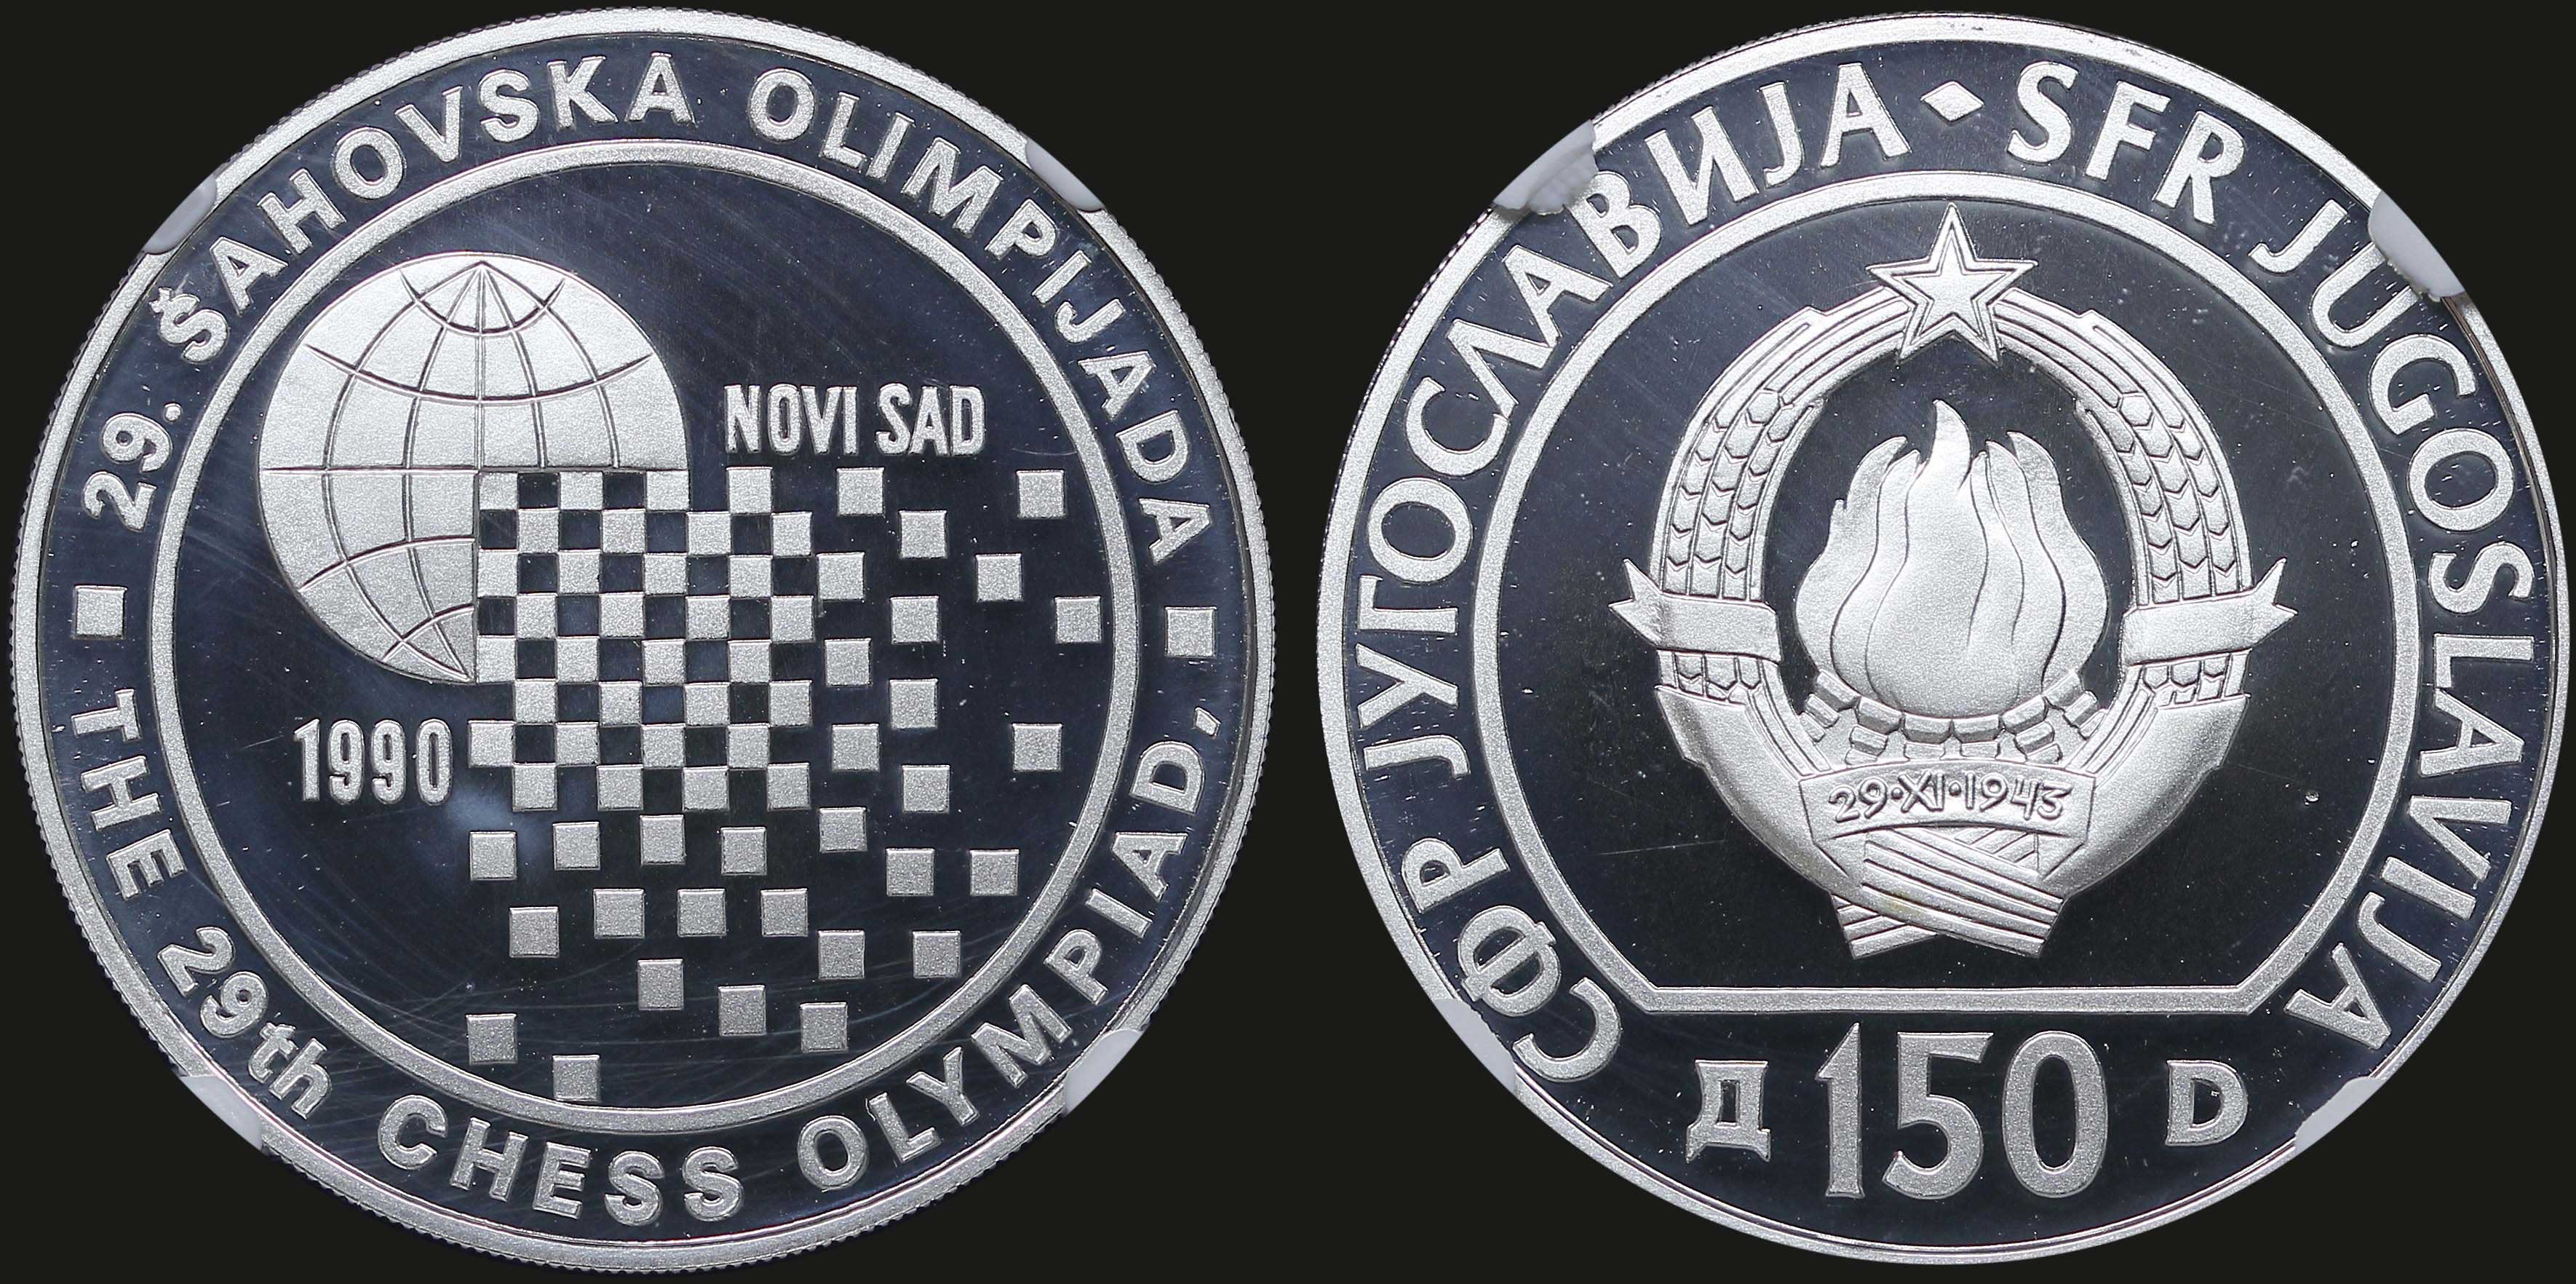 29. ŠAHOVSKA OLIMPIJADA
NOVI SAD
1990
THE 29th CHESS OLYMPIAD,
СФР ЈУГОСЛАВИЈА ♦ SFR JUGOSLAVIJA
29·XI·1943
Д 150 D